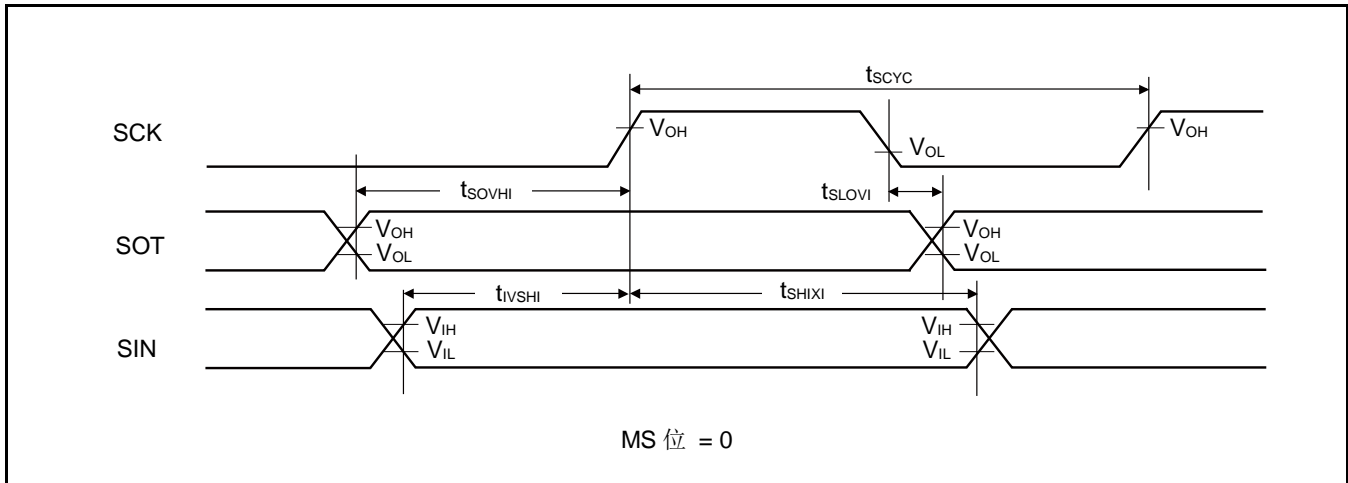 tSCYC
SCK
VOH
VOH
VOL
tSOVHI
tSLOVI
SOT
VOH
VOH
VOL
VOL
tIVSHI
tSHIXI
SIN
VIH
VIH
VIL
VIL
MS 位 = 0